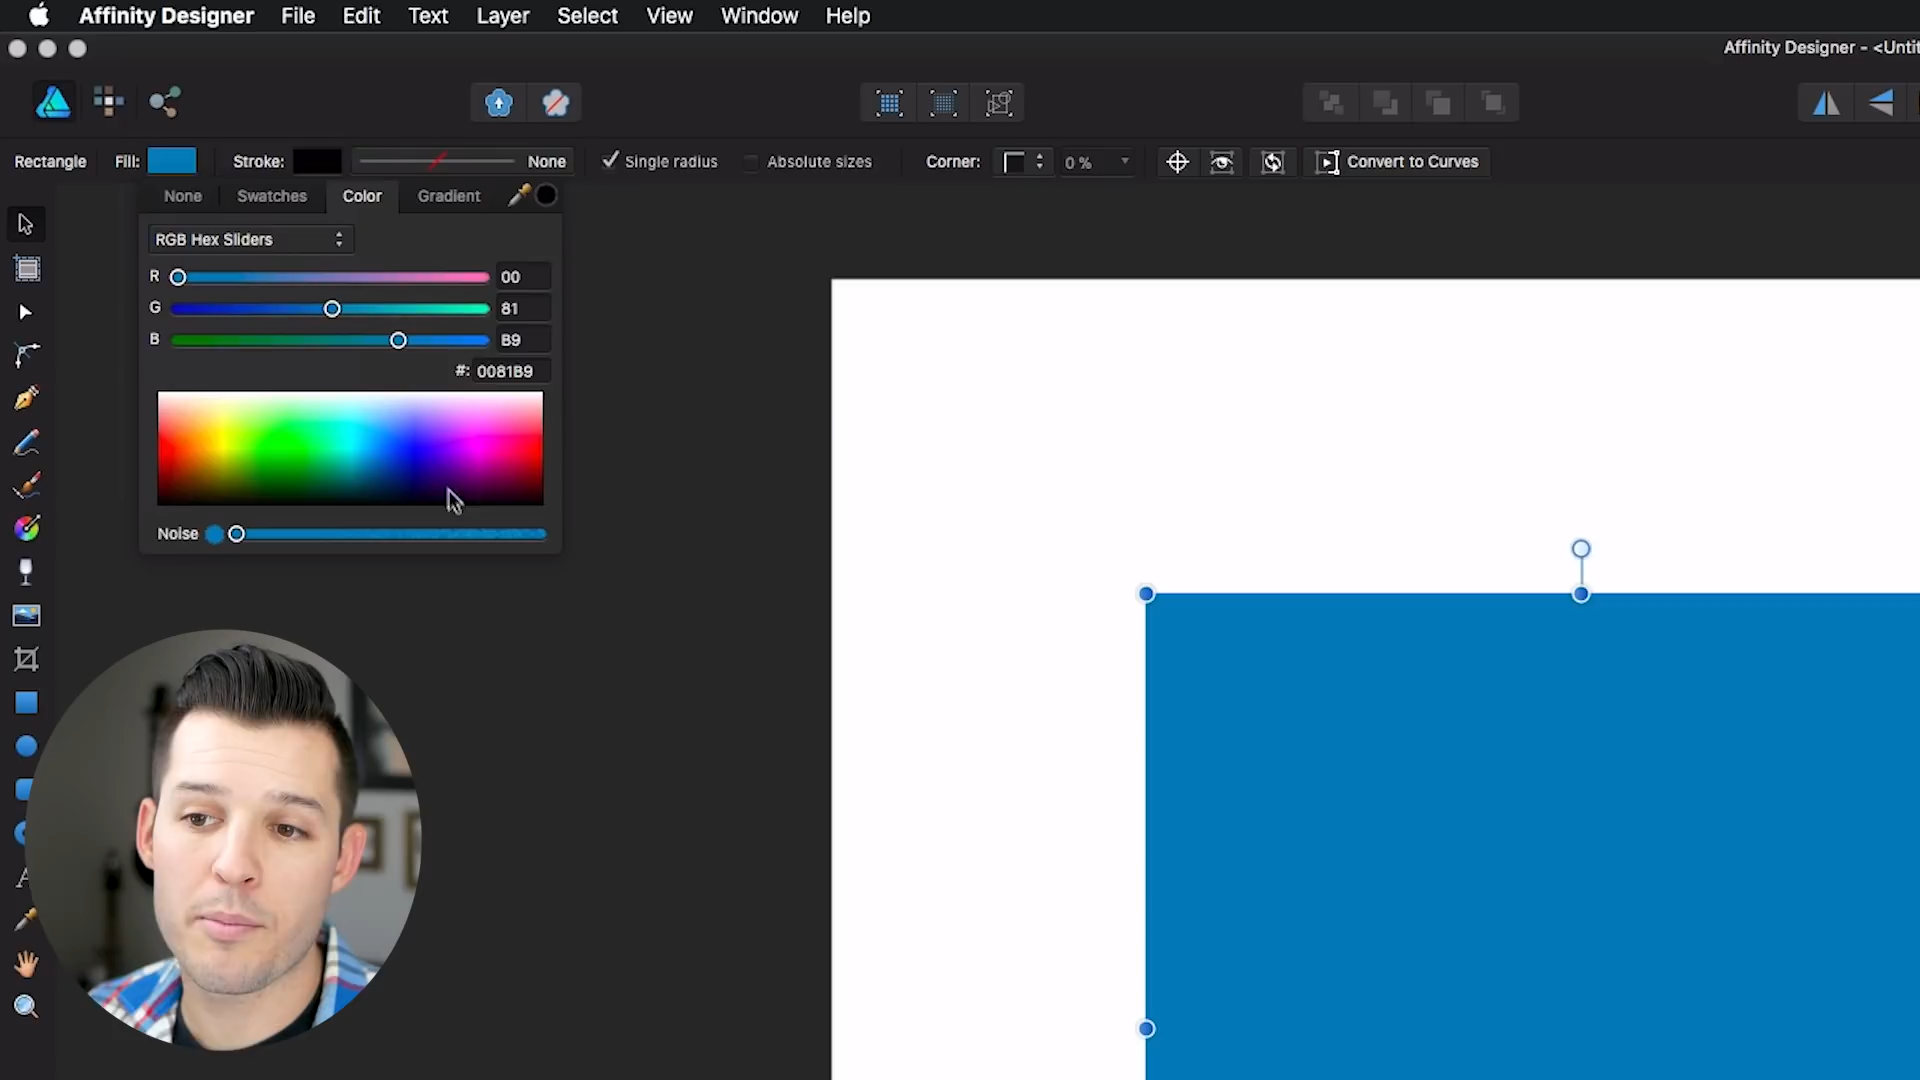 Affinity Designer File Edit Text Layer Select View Window Help
Affinity Designer - <Untit
Rectangle Fill: Stroke: None Single radius Absolute sizes Corner: 0 % Convert to Curves
None Swatches Color Gradient
RGB Hex Sliders
R 00
G 81
B B9
#: 0081B9
Noise